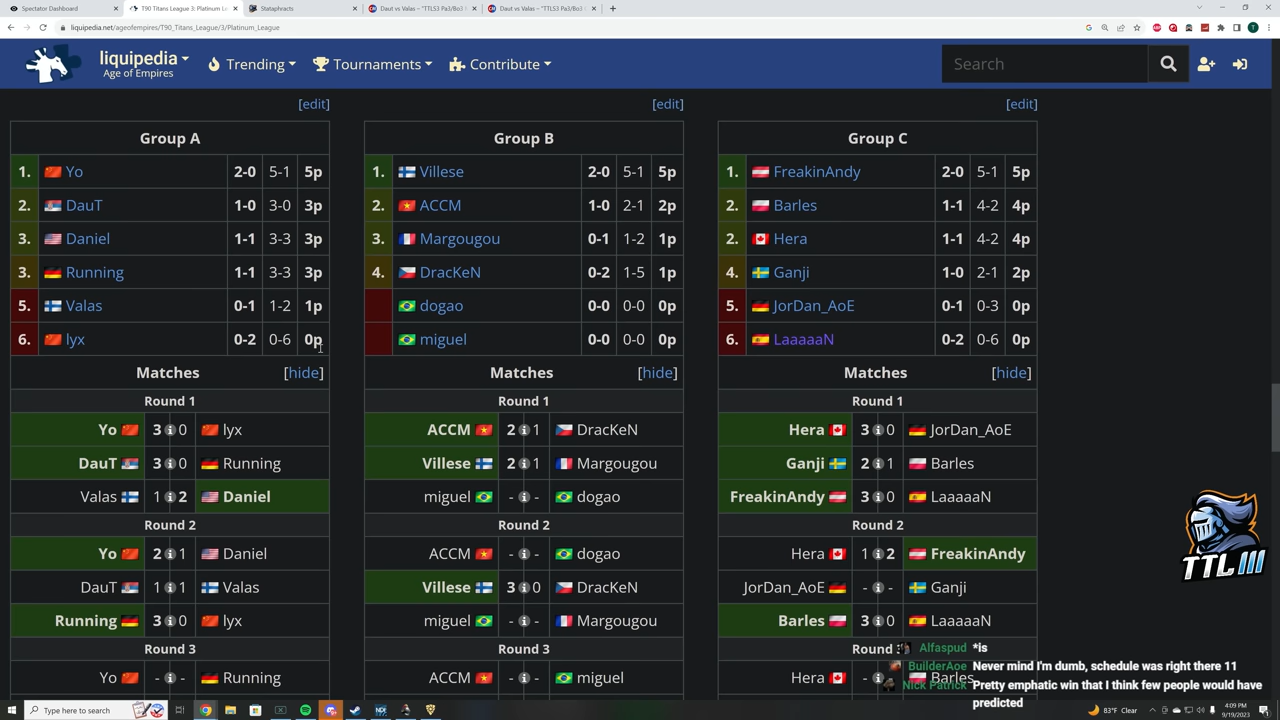 Spectator Dashboard
T90 Titans League 3: Platinum L
Stataphracts
Daut vs Valas ~ "TTLS3 Pa3/Bo3
Daut vs Valas ~ "TTLS3 Pa3/Bo3
liquipedia.net/ageofempires/T90_Titans_League/3/Platinum_League
liquipedia
Age of Empires
Trending
Tournaments
Contribute
Search
[edit]
[edit]
[edit]
Group A
1. Yo 2-0 5-1 5p
2. DauT 1-0 3-0 3p
3. Daniel 1-1 3-3 3p
3. Running 1-1 3-3 3p
5. Valas 0-1 1-2 1p
6. lyx 0-2 0-6 0p
Matches [hide]
Round 1
Yo 3 0 lyx
DauT 3 0 Running
Valas 1 2 Daniel
Round 2
Yo 2 1 Daniel
DauT 1 1 Valas
Running 3 0 lyx
Round 3
Yo - - Running
Group B
1. Villese 2-0 5-1 5p
2. ACCM 1-0 2-1 2p
3. Margougou 0-1 1-2 1p
4. DracKeN 0-2 1-5 1p
dogao 0-0 0-0 0p
miguel 0-0 0-0 0p
Matches [hide]
Round 1
ACCM 2 1 DracKeN
Villese 2 1 Margougou
miguel - - dogao
Round 2
ACCM - - dogao
Villese 3 0 DracKeN
miguel - - Margougou
Round 3
ACCM - - miguel
Group C
1. FreakinAndy 2-0 5-1 5p
2. Barles 1-1 4-2 4p
2. Hera 1-1 4-2 4p
4. Ganji 1-0 2-1 2p
5. JorDan_AoE 0-1 0-3 0p
6. LaaaaaN 0-2 0-6 0p
Matches [hide]
Round 1
Hera 3 0 JorDan_AoE
Ganji 2 1 Barles
FreakinAndy 3 0 LaaaaaN
Round 2
Hera 1 2 FreakinAndy
JorDan_AoE - - Ganji
Barles 3 0 LaaaaaN
Round
Hera - - Barles
TTL III
Alfaspud *is
BuilderAoe Never mind I'm dumb, schedule was right there 11
Nick Patrick Pretty emphatic win that I think few people would have
predicted
Type here to search
83°F Clear
4:09 PM
9/19/2023